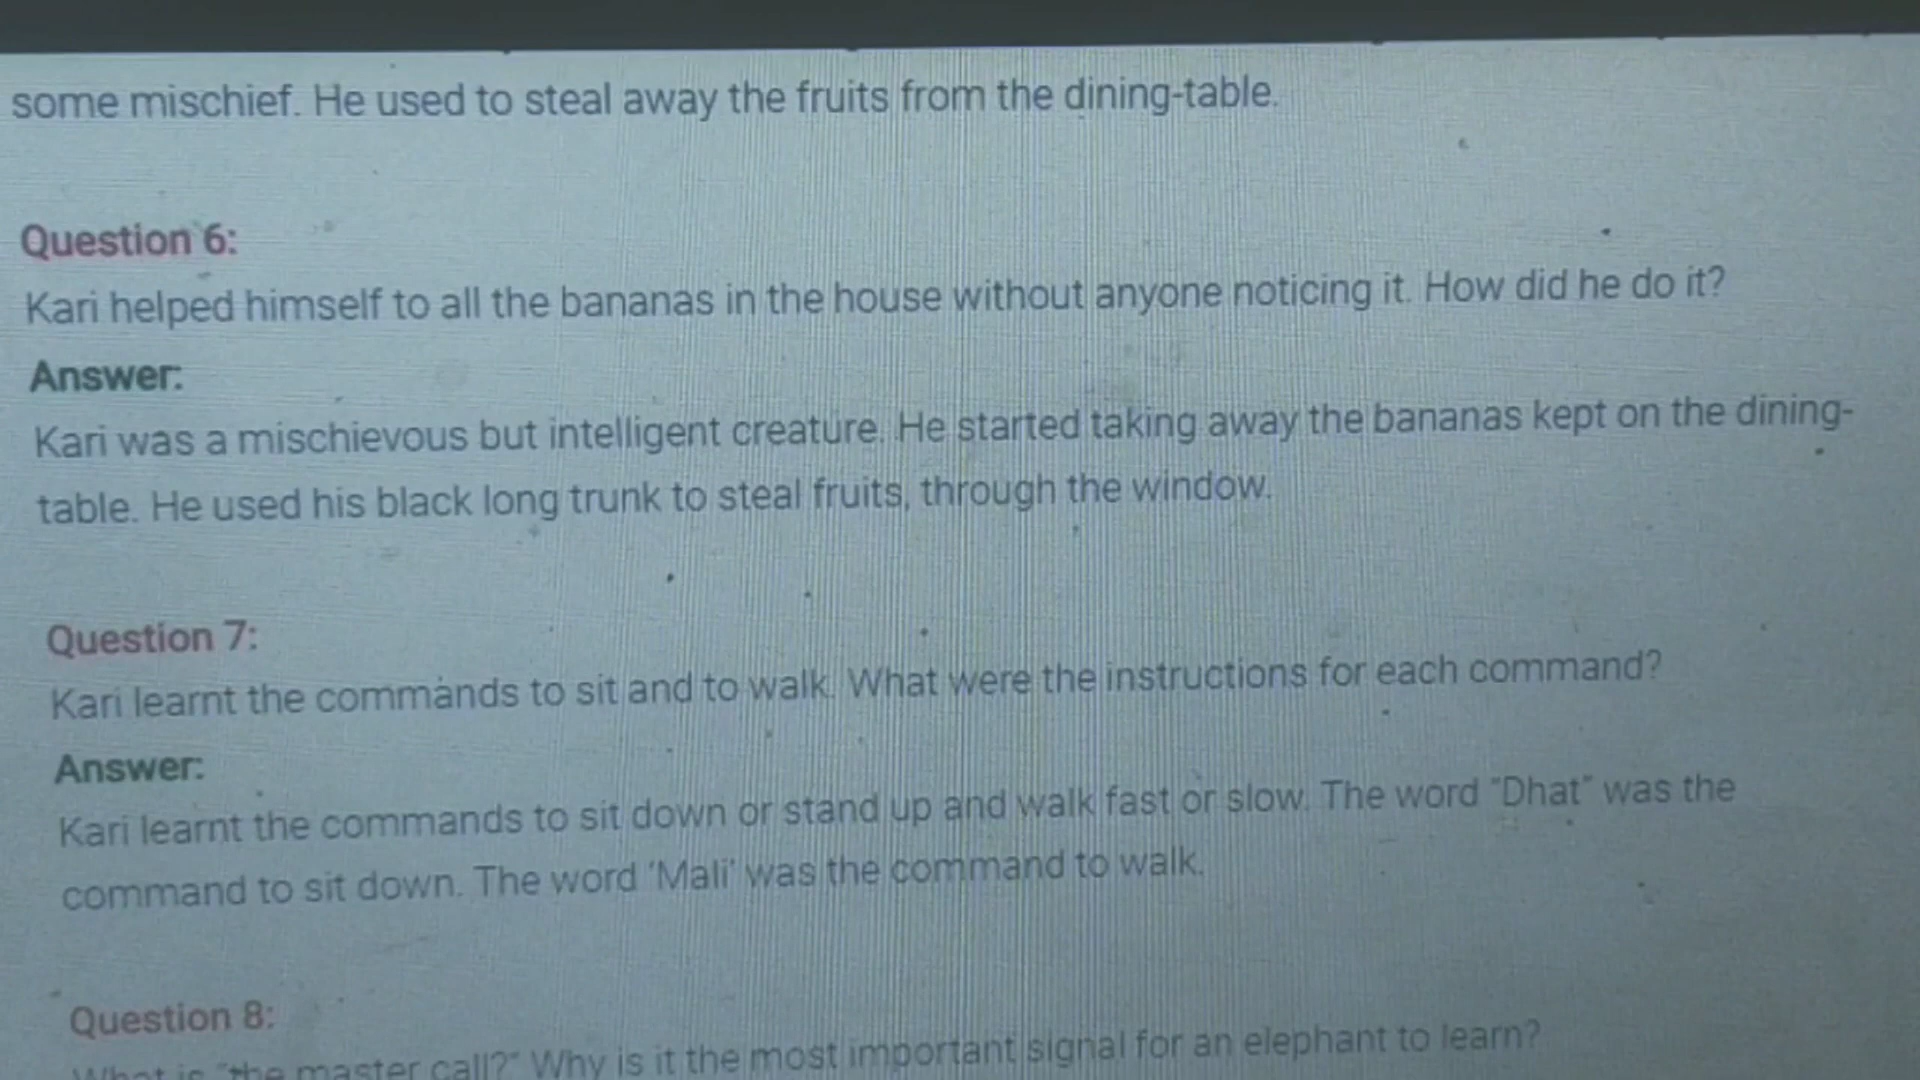 some mischief. He used to steal away the fruits from the dining-table.
Question 6:
Kari helped himself to all the bananas in the house without anyone noticing it. How did he do it?
Answer:
Kari was a mischievous but intelligent creature. He started taking away the bananas kept on the dining-
table. He used his black long trunk to steal fruits, through the window.
Question 7:
Kari learnt the commands to sit and to walk. What were the instructions for each command?
Answer:
Kari learnt the commands to sit down or stand up and walk fast or slow. The word "Dhat" was the
command to sit down. The word 'Mali' was the command to walk.
Question 8:
What is "the master call?" Why is it the most important signal for an elephant to learn?